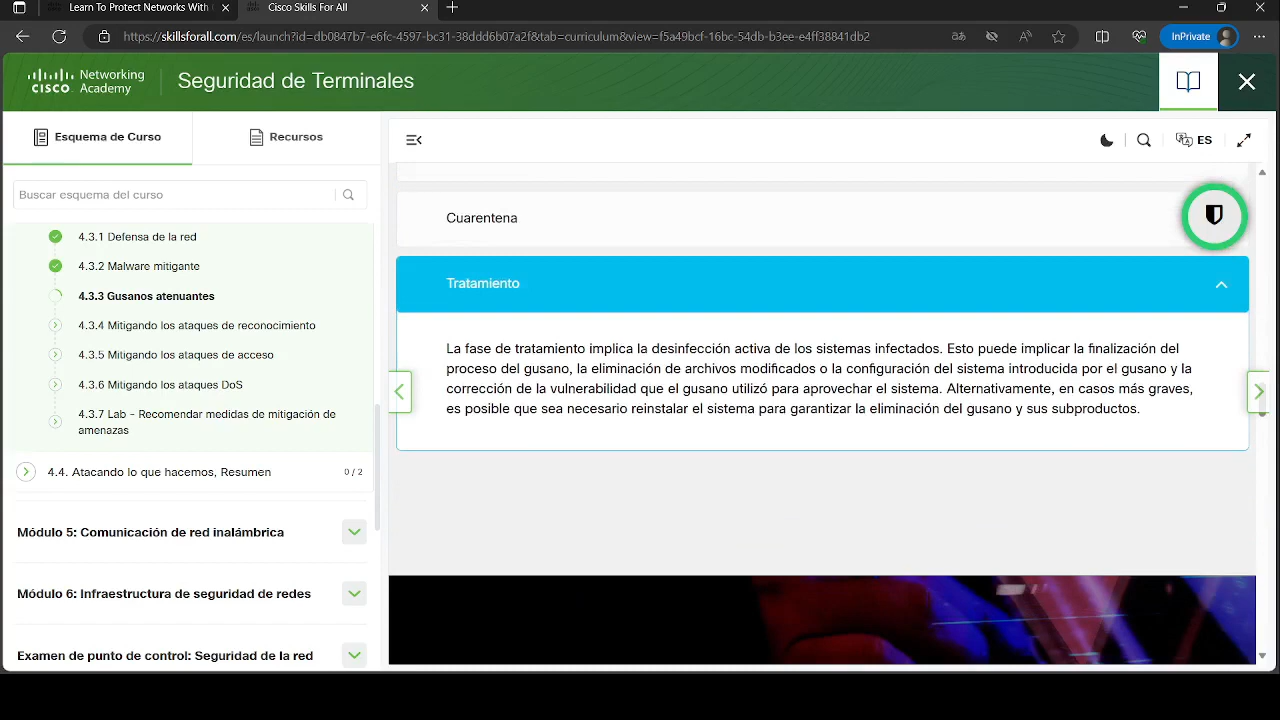 Learn To Protect Networks With
Cisco Skills For All
https://skillsforall.com/es/launch?id=db0847b7-e6fc-4597-bc31-38ddd6b07a2f&tab=curriculum&view=f5a49bcf-16bc-54db-b3ee-e4ff38841db2
InPrivate
CISCO Networking Academy
Seguridad de Terminales
Esquema de Curso
Recursos
ES
Buscar esquema del curso
4.3.1 Defensa de la red
4.3.2 Malware mitigante
4.3.3 Gusanos atenuantes
4.3.4 Mitigando los ataques de reconocimiento
4.3.5 Mitigando los ataques de acceso
4.3.6 Mitigando los ataques DoS
4.3.7 Lab - Recomendar medidas de mitigación de
amenazas
4.4. Atacando lo que hacemos, Resumen
0 / 2
Módulo 5: Comunicación de red inalámbrica
Módulo 6: Infraestructura de seguridad de redes
Examen de punto de control: Seguridad de la red
Cuarentena
Tratamiento
La fase de tratamiento implica la desinfección activa de los sistemas infectados. Esto puede implicar la finalización del
proceso del gusano, la eliminación de archivos modificados o la configuración del sistema introducida por el gusano y la
corrección de la vulnerabilidad que el gusano utilizó para aprovechar el sistema. Alternativamente, en casos más graves,
es posible que sea necesario reinstalar el sistema para garantizar la eliminación del gusano y sus subproductos.